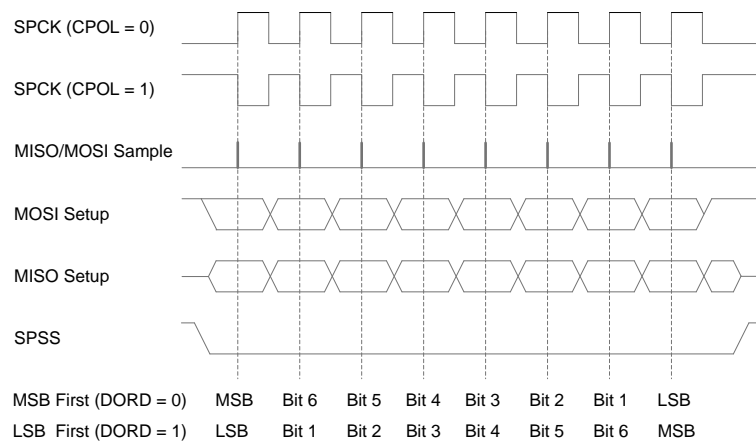 SPCK (CPOL = 0)
SPCK (CPOL = 1)
MISO/MOSI Sample
MOSI Setup
MISO Setup
SPSS
MSB First (DORD = 0) MSB Bit 6 Bit 5 Bit 4 Bit 3 Bit 2 Bit 1 LSB
LSB First (DORD = 1) LSB Bit 1 Bit 2 Bit 3 Bit 4 Bit 5 Bit 6 MSB